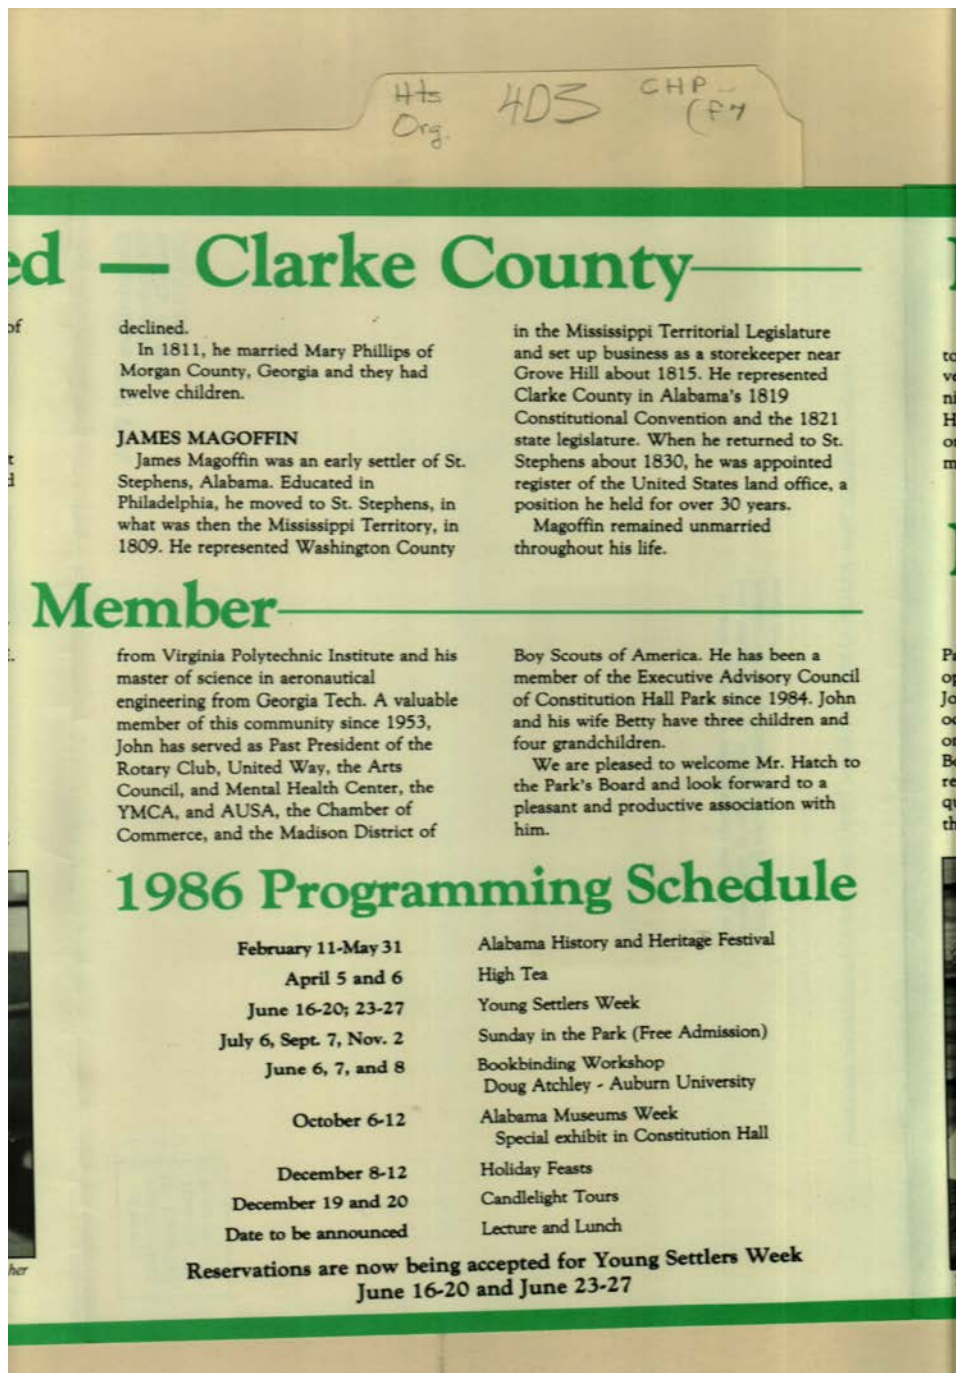 Hts
Org.
4D3
CHP
ed — Clarke County
of
declined.
In 1811, he married Mary Phillips of
Morgan County, Georgia and they had
twelve children.
JAMES MAGOFFIN
James Magoffin was an early settler of St.
Stephens, Alabama. Educated in
Philadelphia, he moved to St. Stephens, in
what was then the Mississippi Territory, in
1809. He represented Washington County
in the Mississippi Territorial Legislature
and set up business as a storekeeper near
Grove Hill about 1815. He represented
Clarke County in Alabama's 1819
Constitutional Convention and the 1821
state legislature. When he returned to St.
Stephens about 1830, he was appointed
register of the United States land office, a
position he held for over 30 years.
Magoffin remained unmarried
throughout his life.
Member
from Virginia Polytechnic Institute and his
master of science in aeronautical
engineering from Georgia Tech. A valuable
member of this community since 1953,
John has served as Past President of the
Rotary Club, United Way, the Arts
Council, and Mental Health Center, the
YMCA, and AUSA, the Chamber of
Commerce, and the Madison District of
Boy Scouts of America. He has been a
member of the Executive Advisory Council
of Constitution Hall Park since 1984. John
and his wife Betty have three children and
four grandchildren.
We are pleased to welcome Mr. Hatch to
the Park's Board and look forward to a
pleasant and productive association with
him.
1986 Programming Schedule
February 11-May 31 Alabama History and Heritage Festival
April 5 and 6 High Tea
June 16-20; 23-27 Young Settlers Week
July 6, Sept. 7, Nov. 2 Sunday in the Park (Free Admission)
June 6, 7, and 8 Bookbinding Workshop
Doug Atchley - Auburn University
October 6-12 Alabama Museums Week
Special exhibit in Constitution Hall
December 8-12 Holiday Feasts
December 19 and 20 Candlelight Tours
Date to be announced Lecture and Lunch
Reservations are now being accepted for Young Settlers Week
June 16-20 and June 23-27